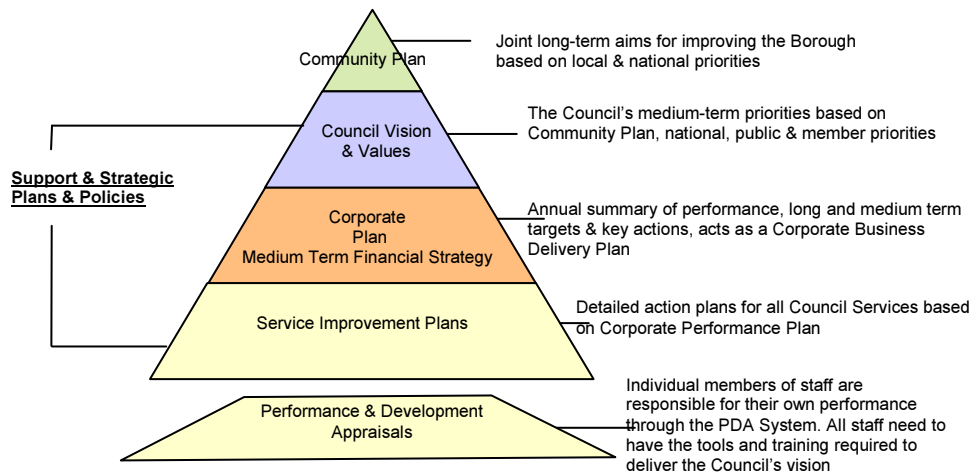 Community Plan
Joint long-term aims for improving the Borough
based on local & national priorities
Council Vision
& Values
The Council's medium-term priorities based on
Community Plan, national, public & member priorities
Support & Strategic
Plans & Policies
Corporate
Plan
Medium Term Financial Strategy
Annual summary of performance, long and medium term
targets & key actions, acts as a Corporate Business
Delivery Plan
Service Improvement Plans
Detailed action plans for all Council Services based
on Corporate Performance Plan
Performance & Development
Appraisals
Individual members of staff are
responsible for their own performance
through the PDA System. All staff need to
have the tools and training required to
deliver the Council's vision